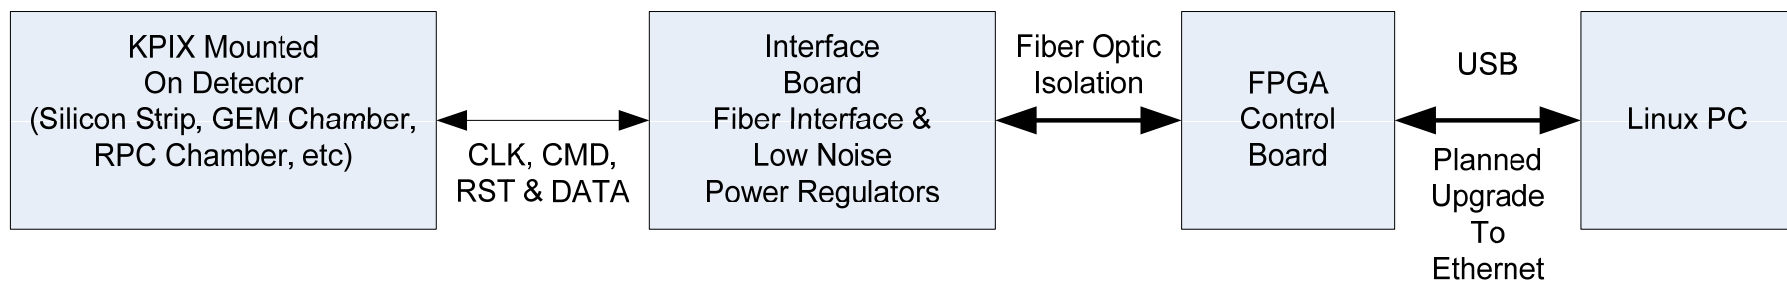 KPIX Mounted
On Detector
(Silicon Strip, GEM Chamber,
RPC Chamber, etc)
CLK, CMD,
RST & DATA
Interface
Board
Fiber Interface &
Low Noise
Power Regulators
Fiber Optic
Isolation
FPGA
Control
Board
USB
Planned
Upgrade
To
Ethernet
Linux PC